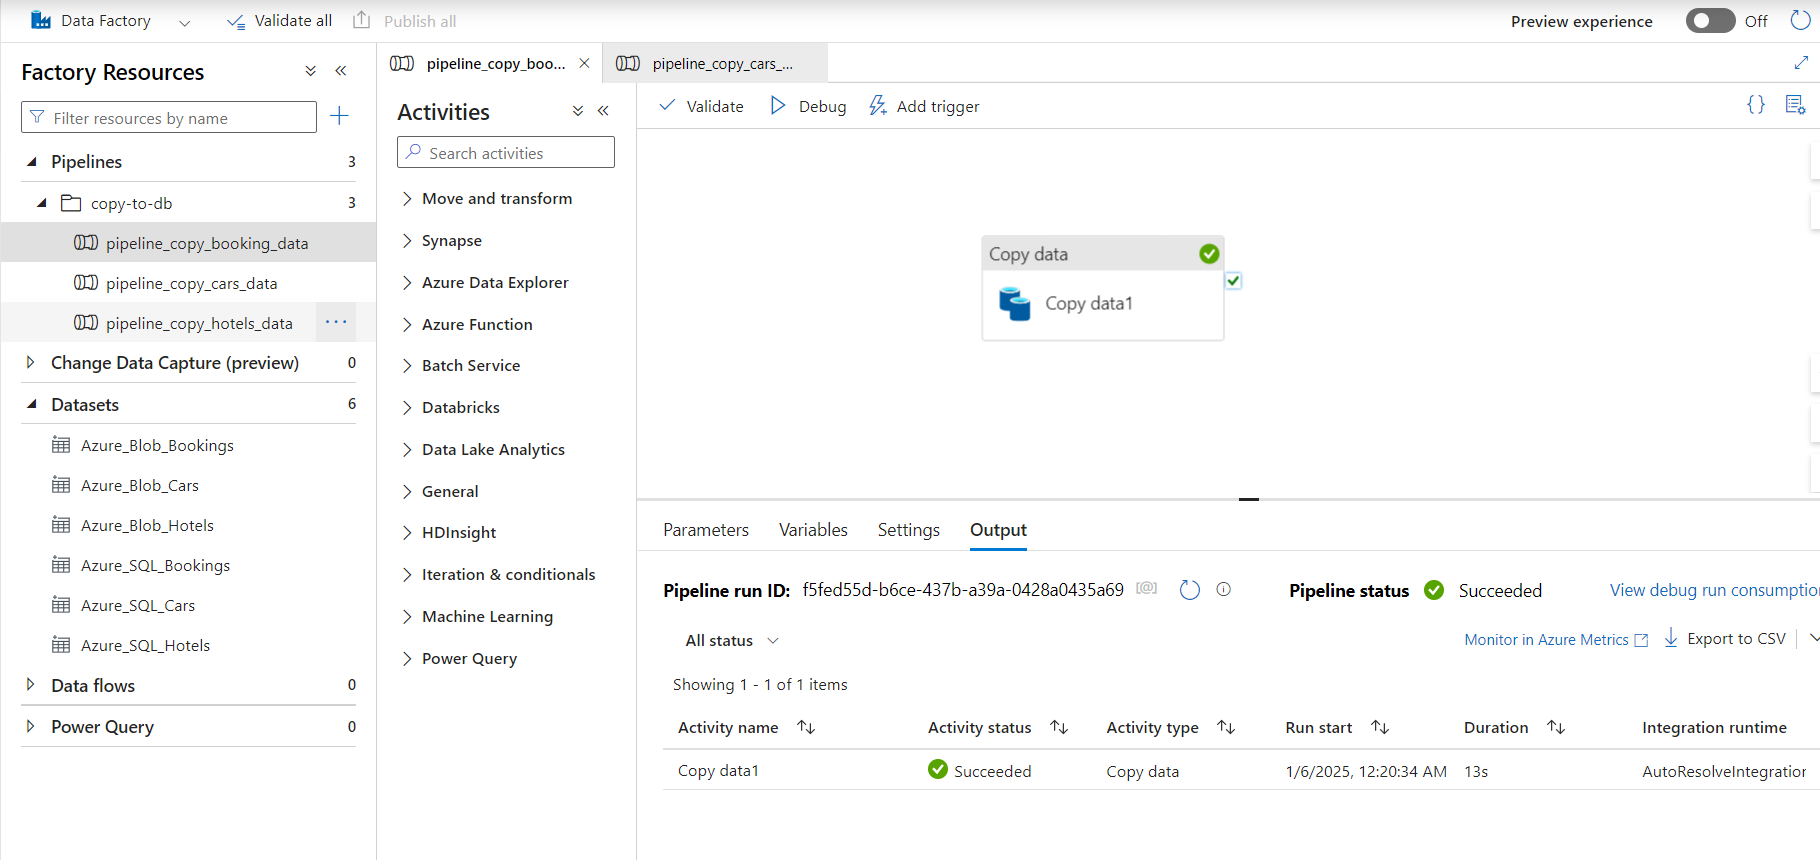 Data Factory
Validate all
Publish all
Preview experience
Off
Factory Resources
Filter resources by name
Pipelines 3
copy-to-db 3
pipeline_copy_booking_data
pipeline_copy_cars_data
pipeline_copy_hotels_data
Change Data Capture (preview) 0
Datasets 6
Azure_Blob_Bookings
Azure_Blob_Cars
Azure_Blob_Hotels
Azure_SQL_Bookings
Azure_SQL_Cars
Azure_SQL_Hotels
Data flows 0
Power Query 0
pipeline_copy_boo...
pipeline_copy_cars_...
Activities
Search activities
Move and transform
Synapse
Azure Data Explorer
Azure Function
Batch Service
Databricks
Data Lake Analytics
General
HDInsight
Iteration & conditionals
Machine Learning
Power Query
Validate
Debug
Add trigger
{}
Copy data
Copy data1
Parameters Variables Settings Output
Pipeline run ID: f5fed55d-b6ce-437b-a39a-0428a0435a69 [@]
Pipeline status Succeeded
View debug run consumptio
All status
Monitor in Azure Metrics
Export to CSV
Showing 1 - 1 of 1 items
Activity name Activity status Activity type Run start Duration Integration runtime
Copy data1 Succeeded Copy data 1/6/2025, 12:20:34 AM 13s AutoResolveIntegration